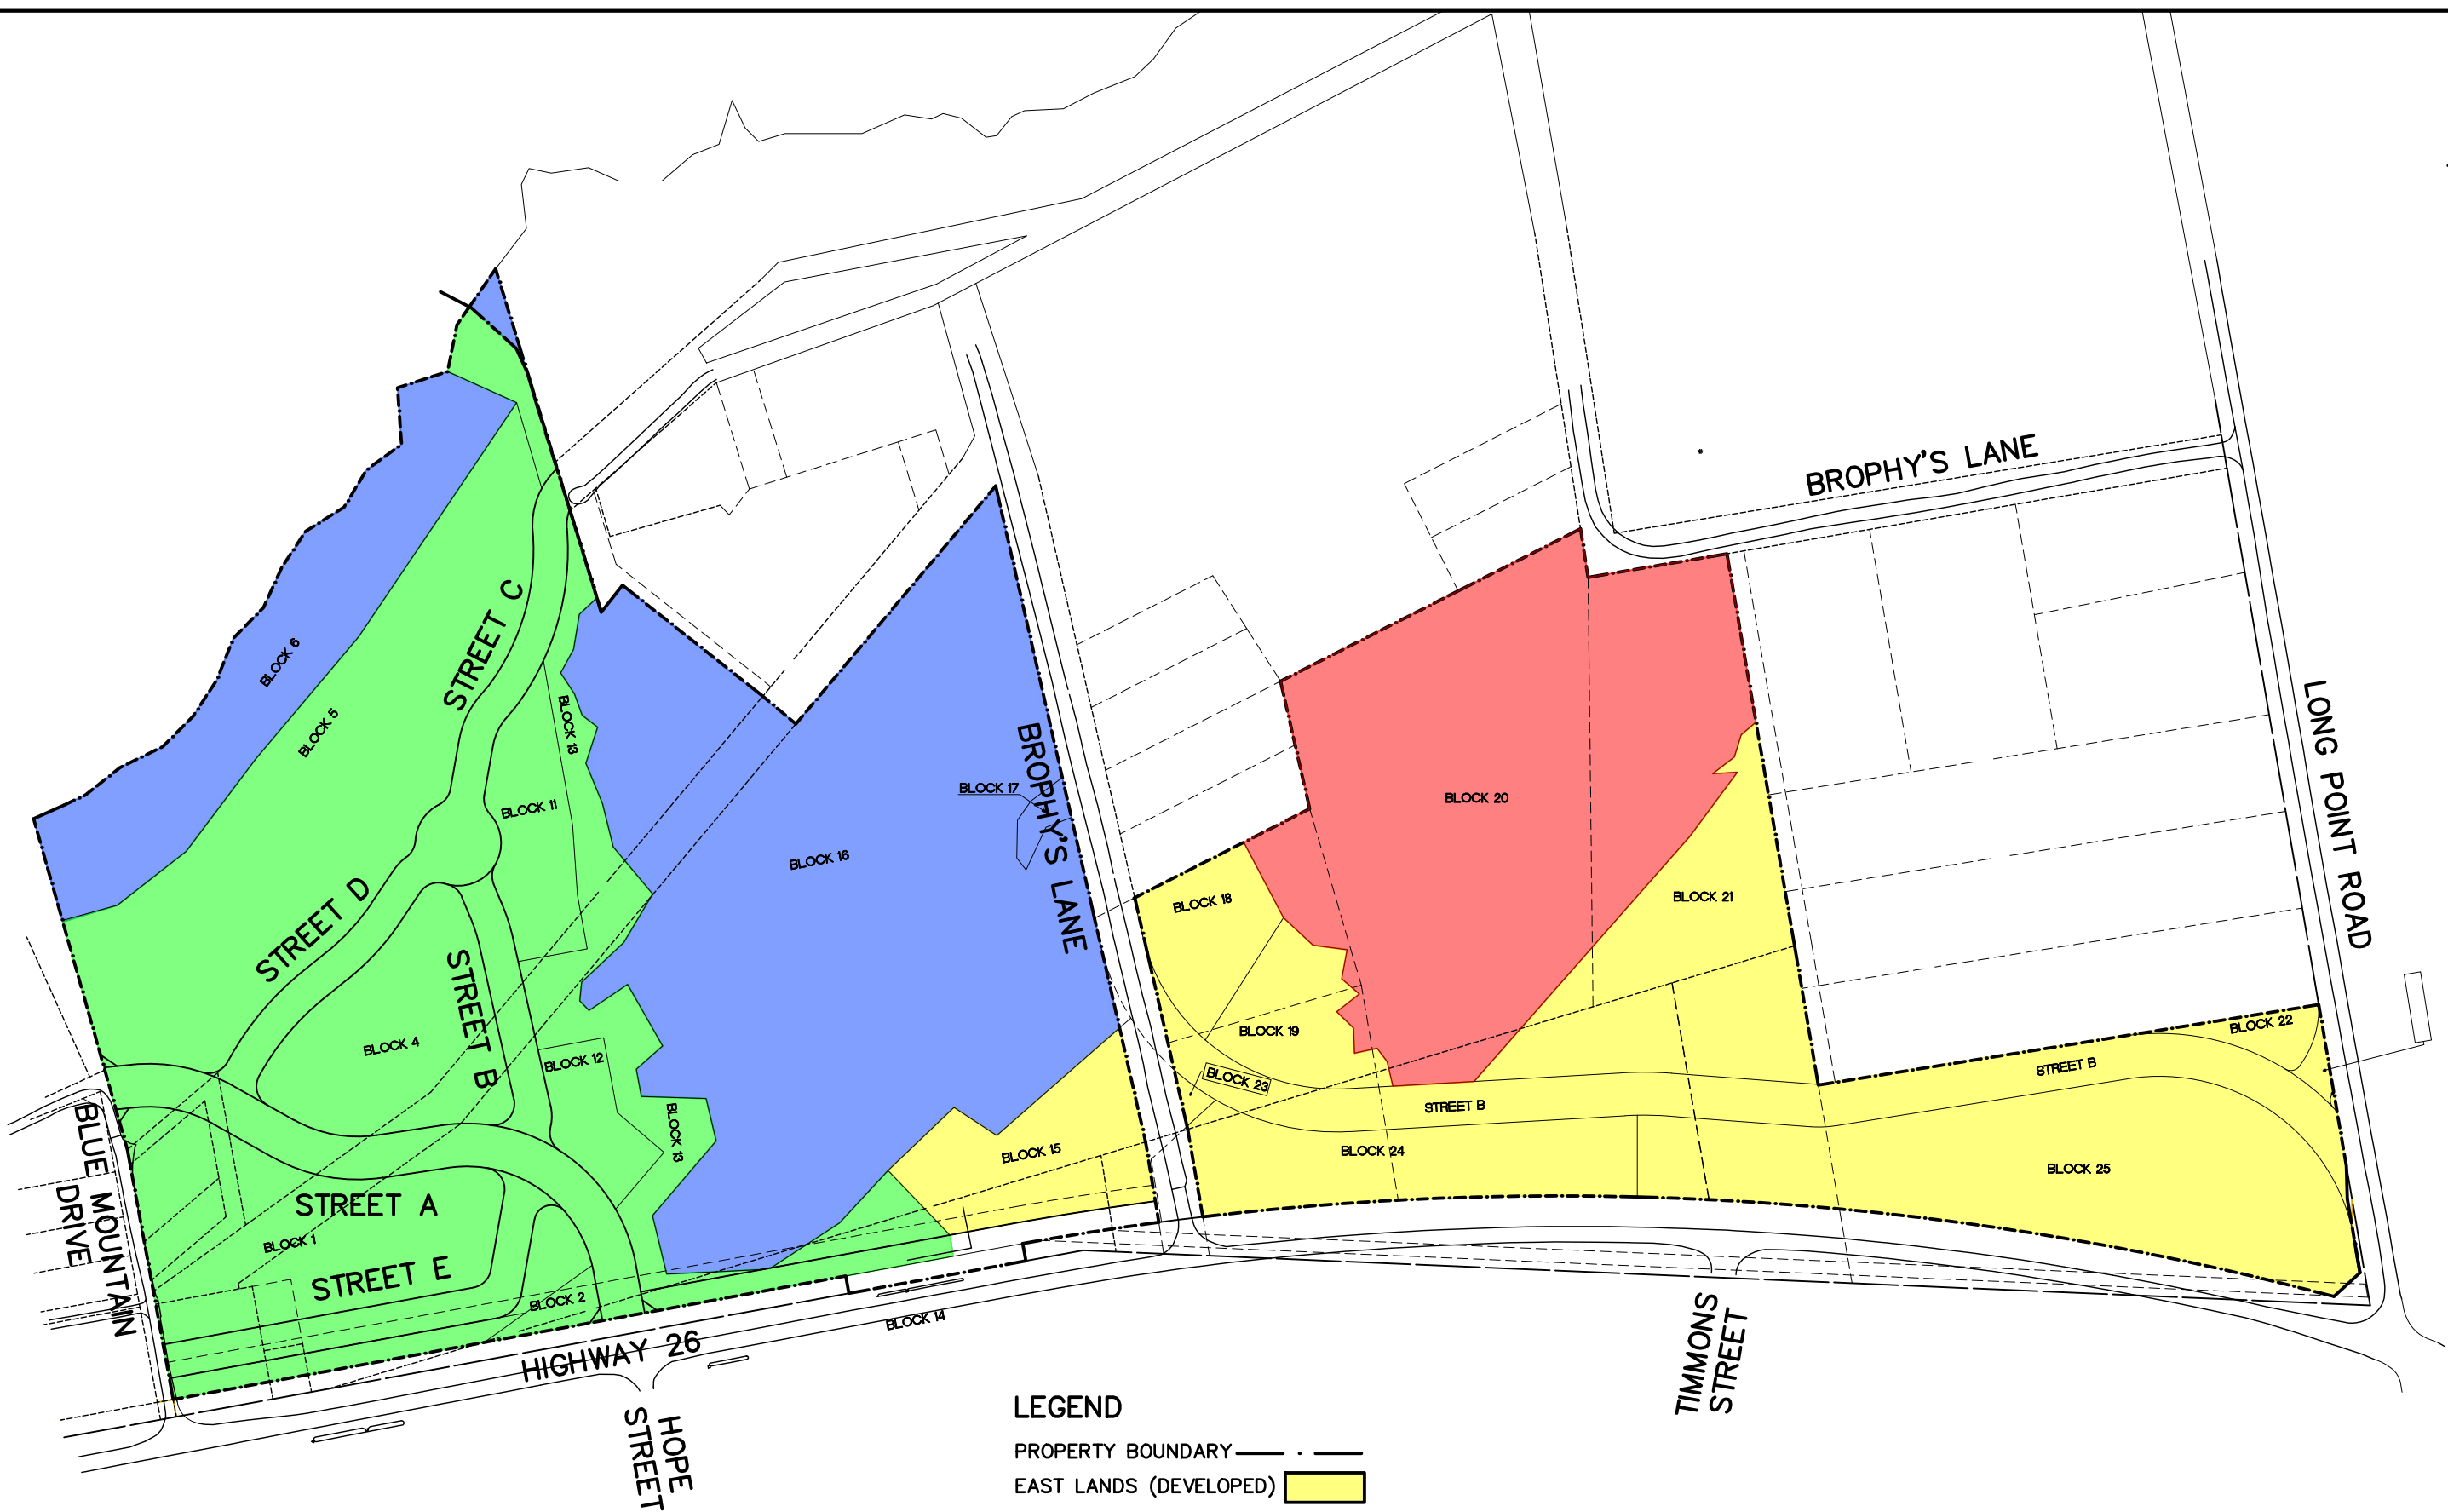 BROPHY'S LANE
STREET C
BLOCK 6
BLOCK 5
BLOCK 13
LONG POINT ROAD
BROPHY'S LANE
BLOCK 17
BLOCK 20
BLOCK 11
BLOCK 16
STREET D
BLOCK 18
BLOCK 21
STREET B
BLOCK 4
BLOCK 19
BLOCK 22
BLOCK 12
BLOCK 23
STREET B
STREET B
BLUE MOUNTAIN
DRIVE
BLOCK 13
BLOCK 15
BLOCK 24
BLOCK 25
STREET A
BLOCK 1
STREET E
BLOCK 2
BLOCK 14
HIGHWAY 26
TIMMONS
STREET
HOPE
STREET
LEGEND
PROPERTY BOUNDARY
EAST LANDS (DEVELOPED)